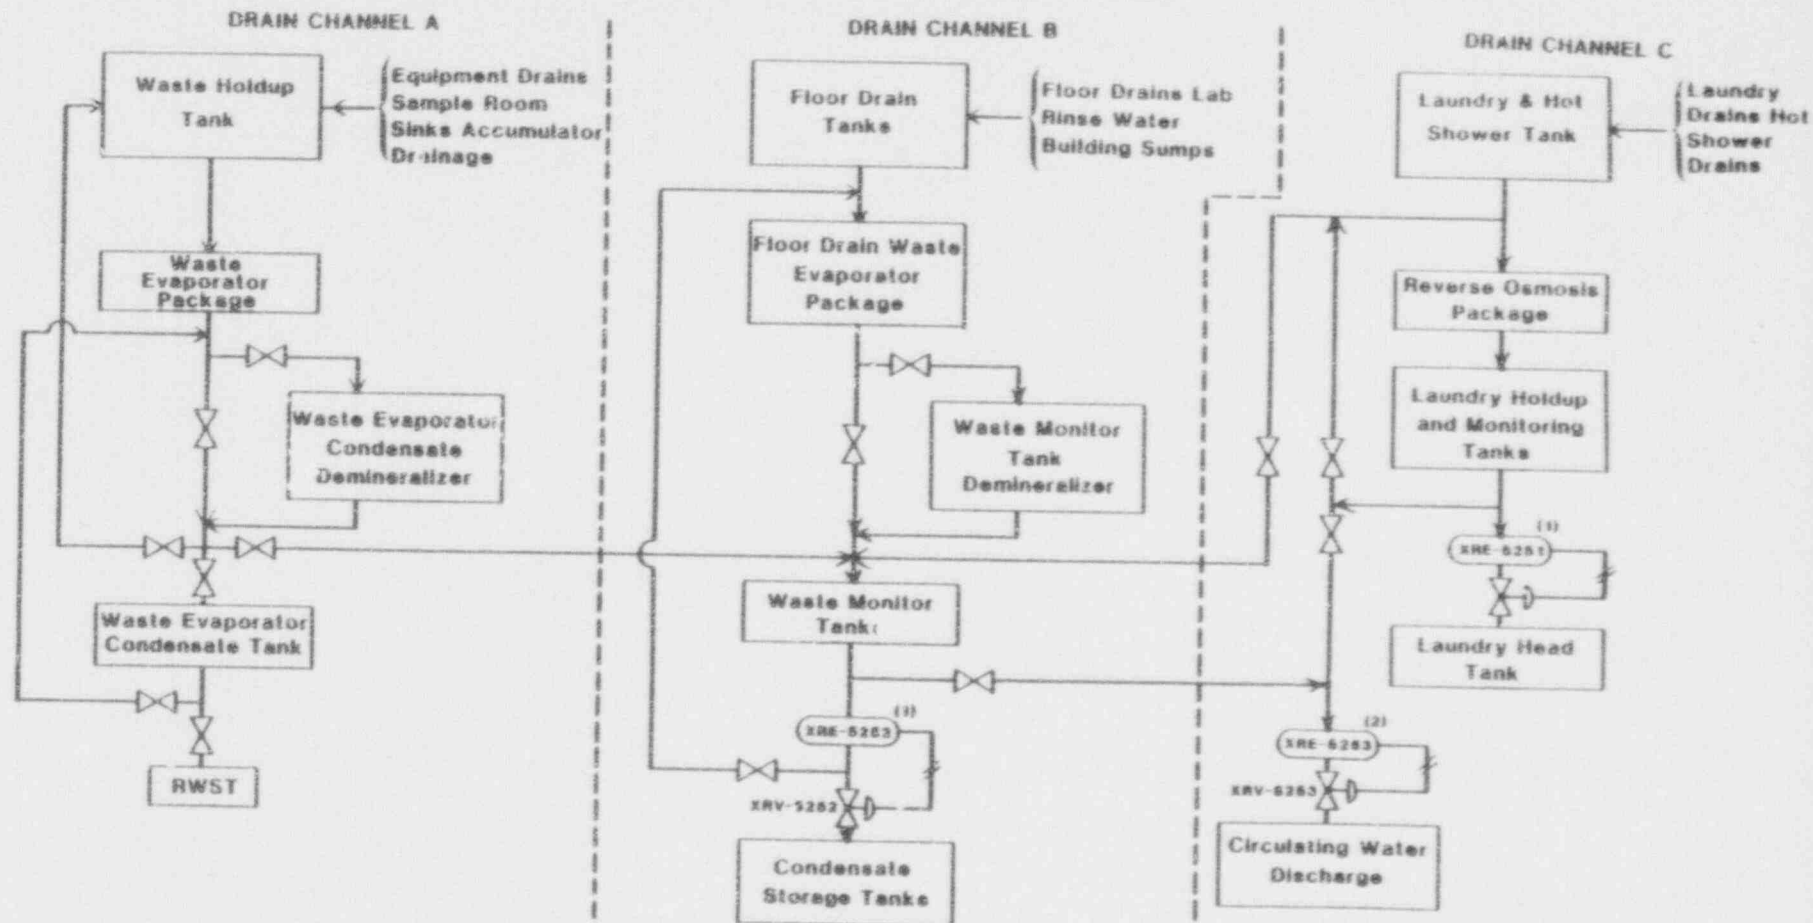 DRAIN CHANNEL A
Waste Holdup
Tank
Equipment Drains
Sample Room
Sinks Accumulator
Drainage
Waste
Evaporator
Package
Waste Evaporator
Condensate
Demineralizer
Waste Evaporator
Condensate Tank
RWST
DRAIN CHANNEL B
Floor Drain
Tanks
Floor Drains Lab
Rinse Water
Building Sumps
Floor Drain Waste
Evaporator
Package
Waste Monitor
Tank
Demineralizer
Waste Monitor
Tank
(1)
XRE-5263
XRV-5262
Condensate
Storage Tanks
DRAIN CHANNEL C
Laundry & Hot
Shower Tank
Laundry
Drains Hot
Shower
Drains
Reverse Osmosis
Package
Laundry Holdup
and Monitoring
Tanks
(1)
XRE-5251
Laundry Head
Tank
(2)
XRE-5253
XRV-5253
Circulating Water
Discharge